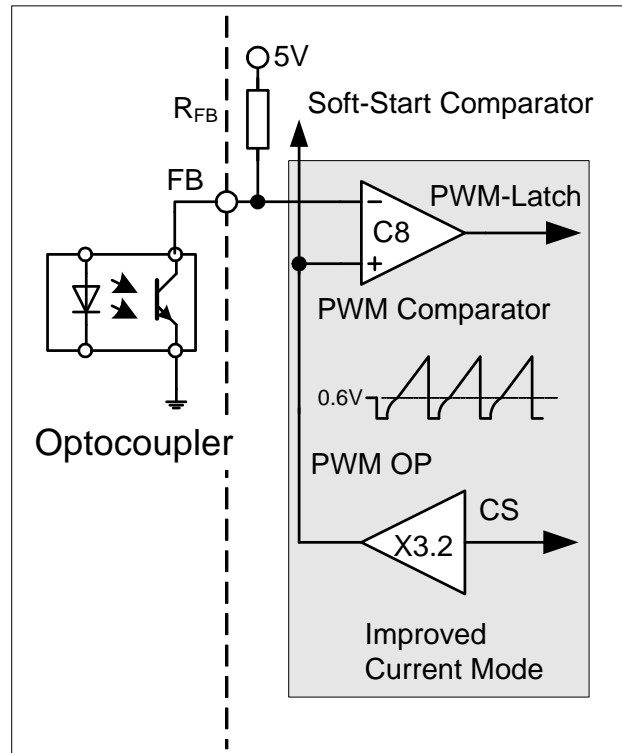 5V
R_FB
Soft-Start Comparator
FB
PWM-Latch
−
C8
+
PWM Comparator
0.6V
Optocoupler
PWM OP
CS
X3.2
Improved
Current Mode